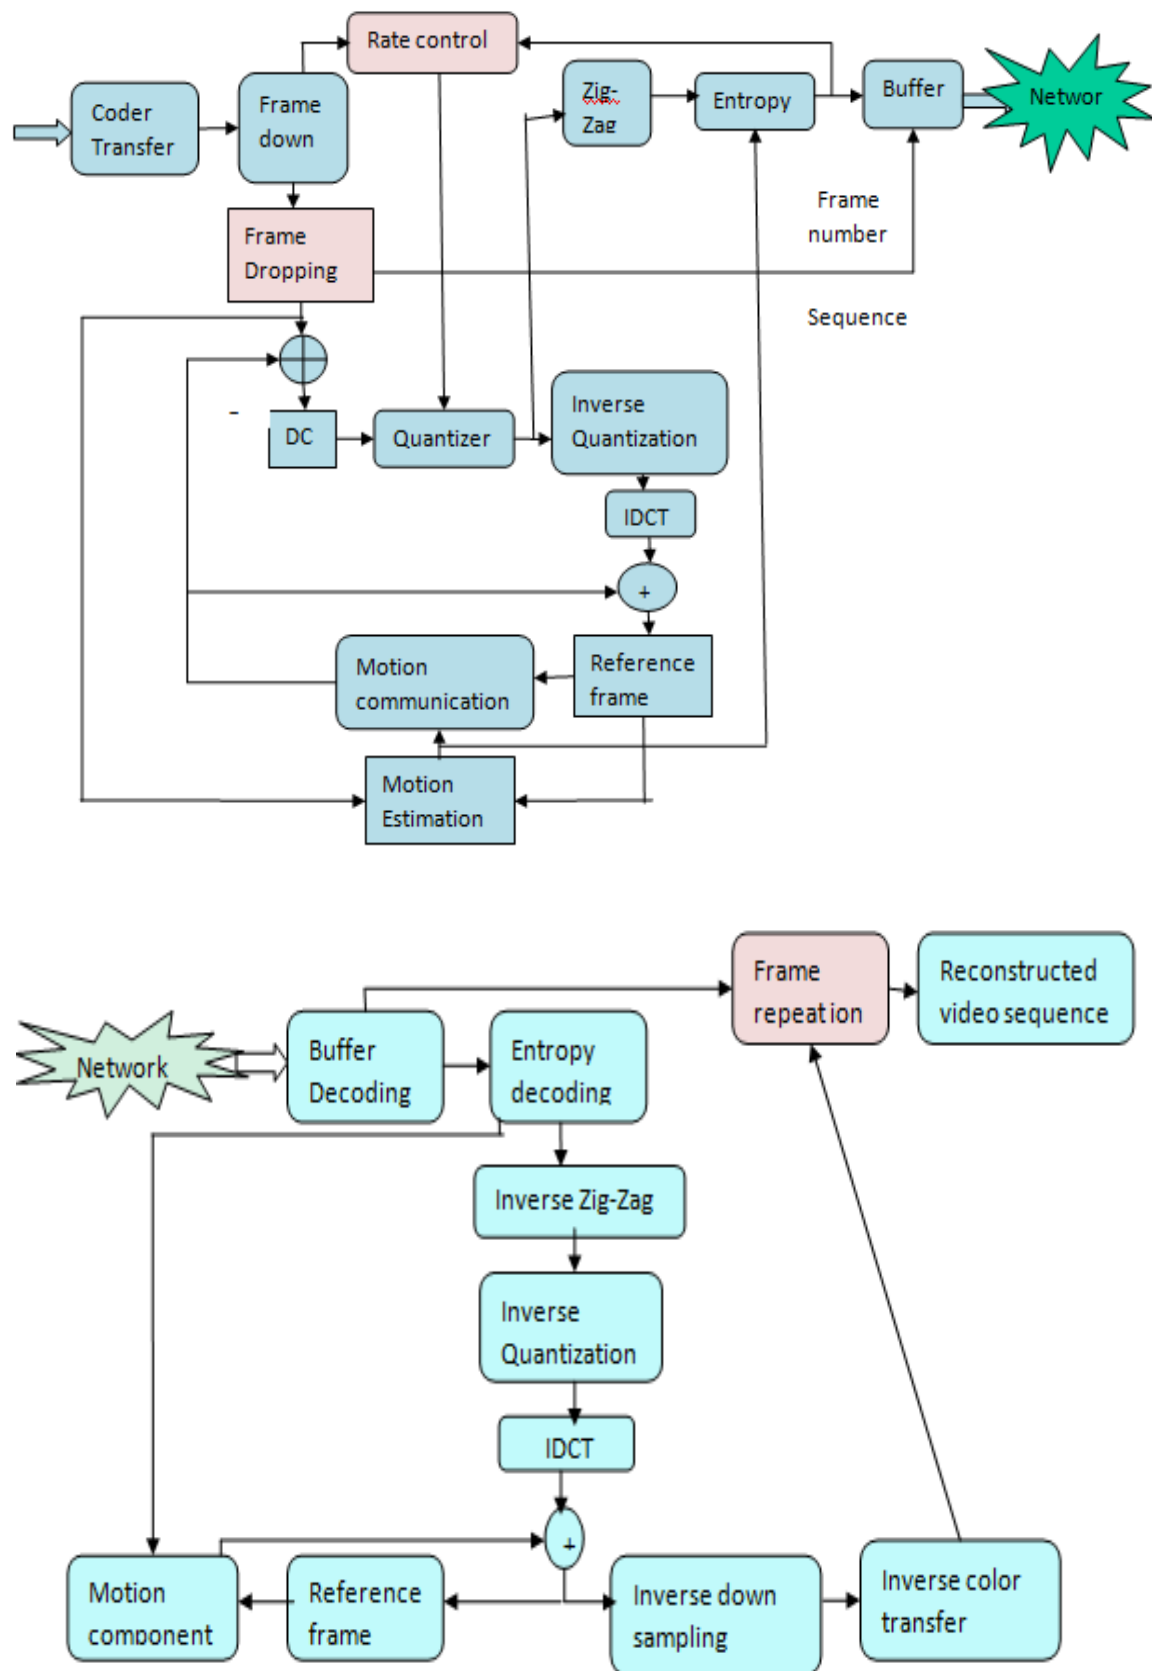 Rate control
Coder
Transfer
Frame
down
Zig-
Zag
Entropy
Buffer
Networ
Frame
Dropping
Frame
number
Sequence
-
DC
Quantizer
Inverse
Quantization
IDCT
+
Motion
communication
Reference
frame
Motion
Estimation
Frame
repeation
Reconstructed
video sequence
Network
Buffer
Decoding
Entropy
decoding
Inverse Zig-Zag
Inverse
Quantization
IDCT
+
Motion
component
Reference
frame
Inverse down
sampling
Inverse color
transfer